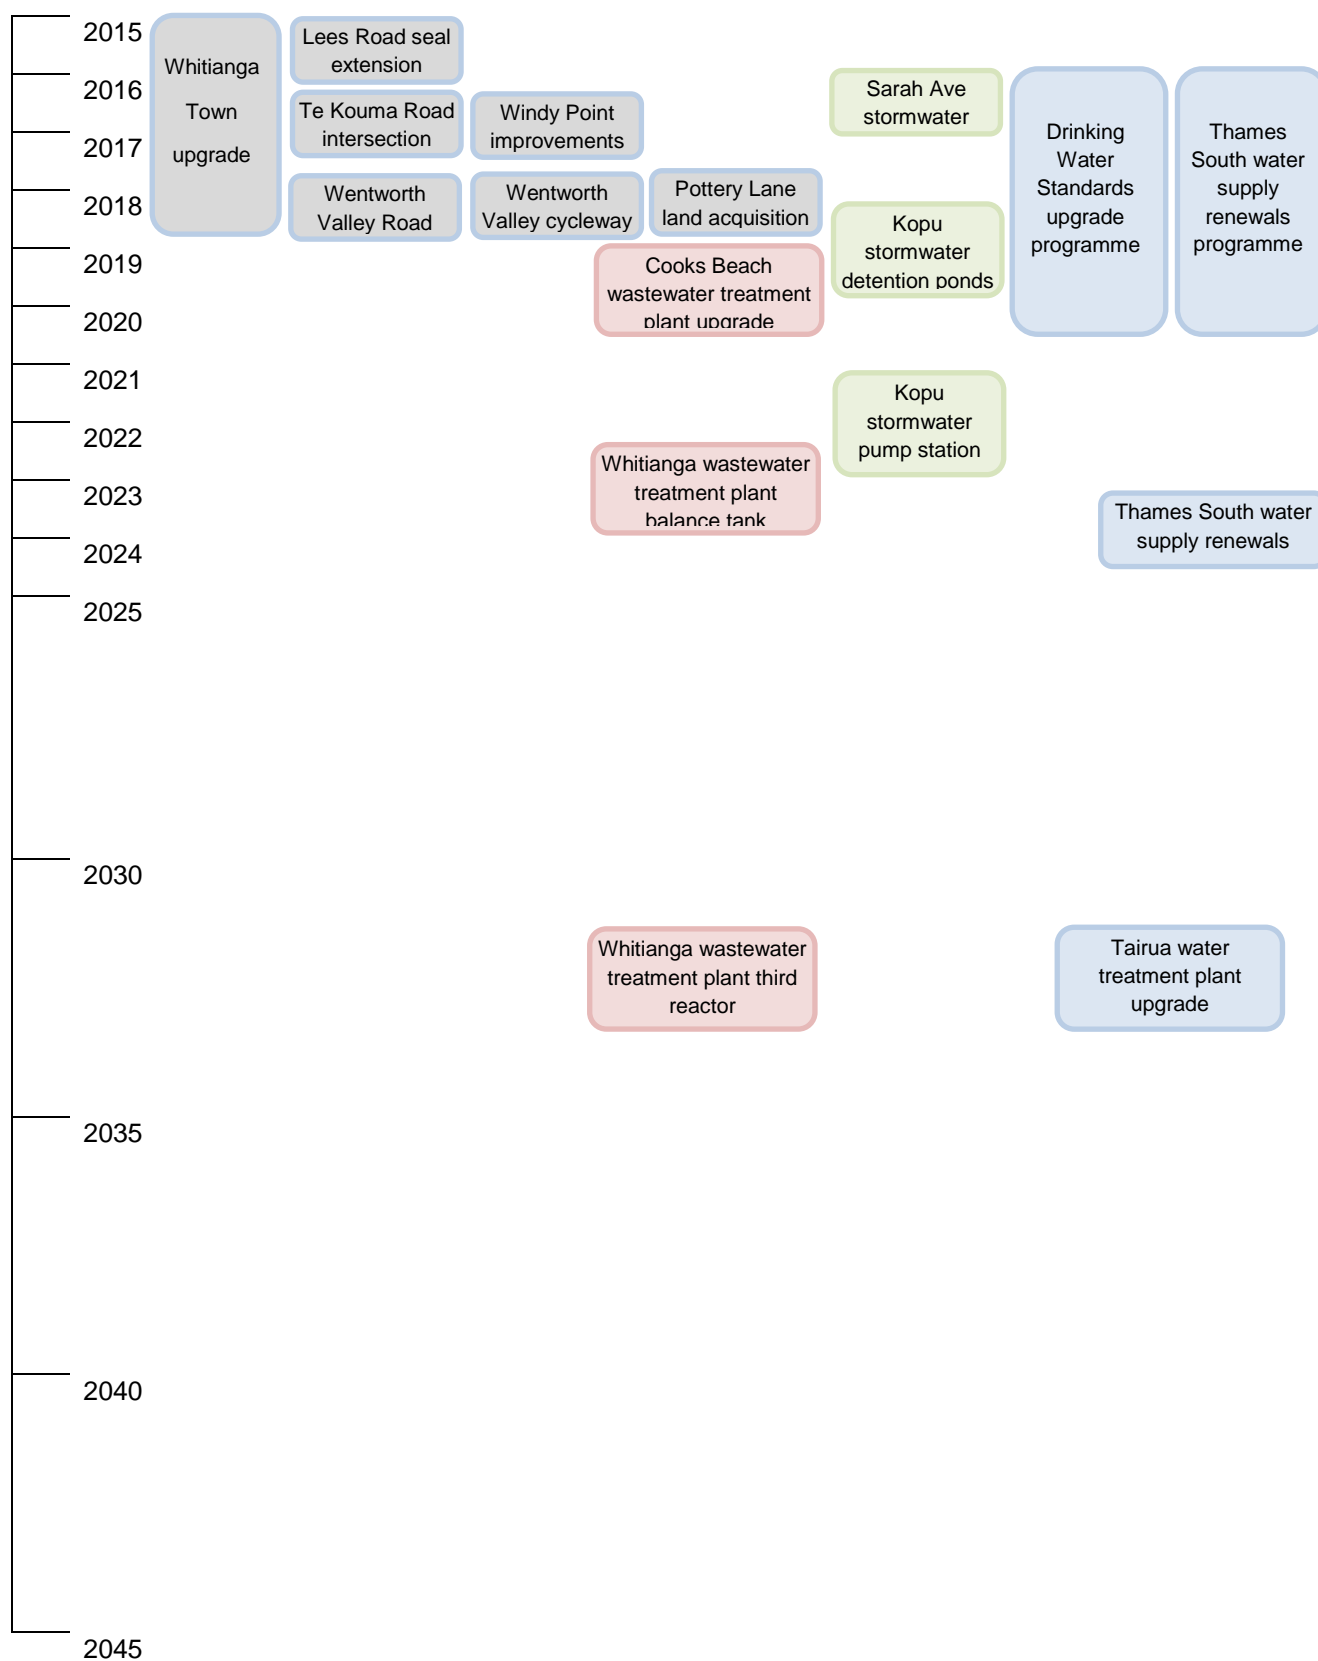 2015
2016
2017
2018
2019
2020
2021
2022
2023
2024
2025
2030
2035
2040
2045
Whitianga
Town
upgrade
Lees Road seal
extension
Te Kouma Road
intersection
Wentworth
Valley Road
Windy Point
improvements
Wentworth
Valley cycleway
Pottery Lane
land acquisition
Cooks Beach
wastewater treatment
plant upgrade
Whitianga wastewater
treatment plant
balance tank
Whitianga wastewater
treatment plant third
reactor
Sarah Ave
stormwater
Kopu
stormwater
detention ponds
Kopu
stormwater
pump station
Drinking
Water
Standards
upgrade
programme
Thames
South water
supply
renewals
programme
Thames South water
supply renewals
Tairua water
treatment plant
upgrade